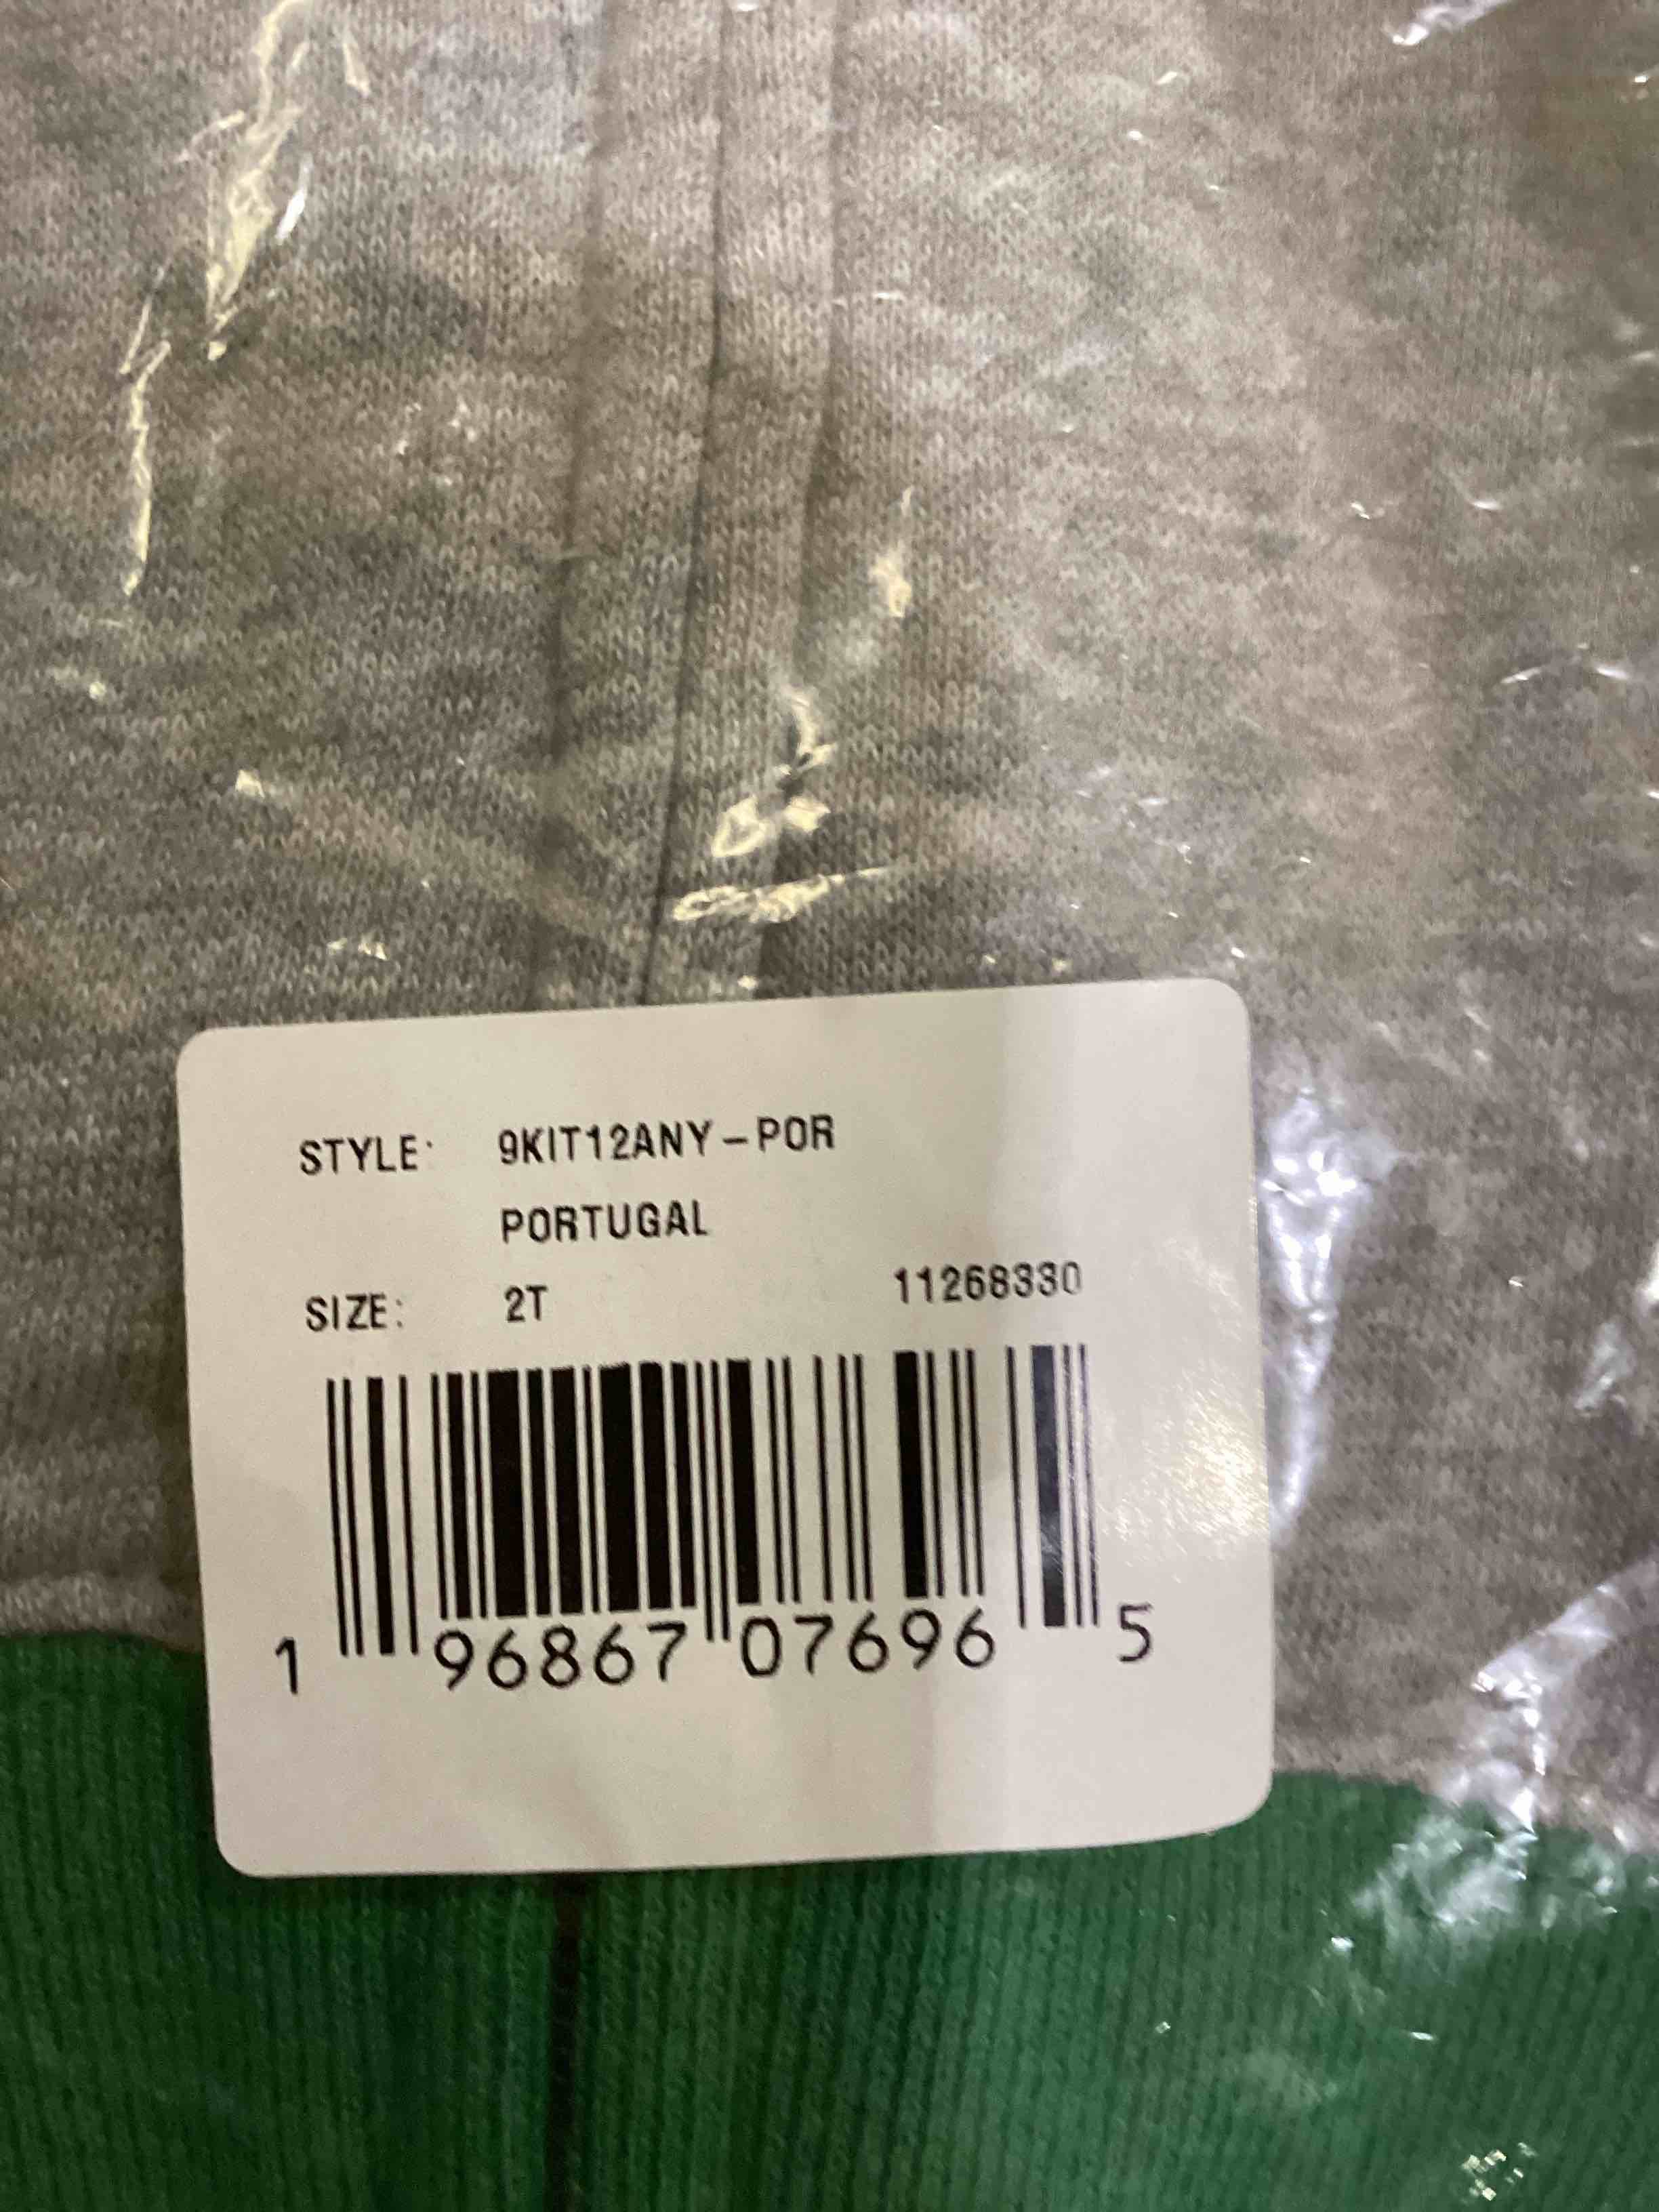 STYLE: 9KIT12ANY-POR
PORTUGAL
SIZE: 2T 11268330
1 96867 07696 5